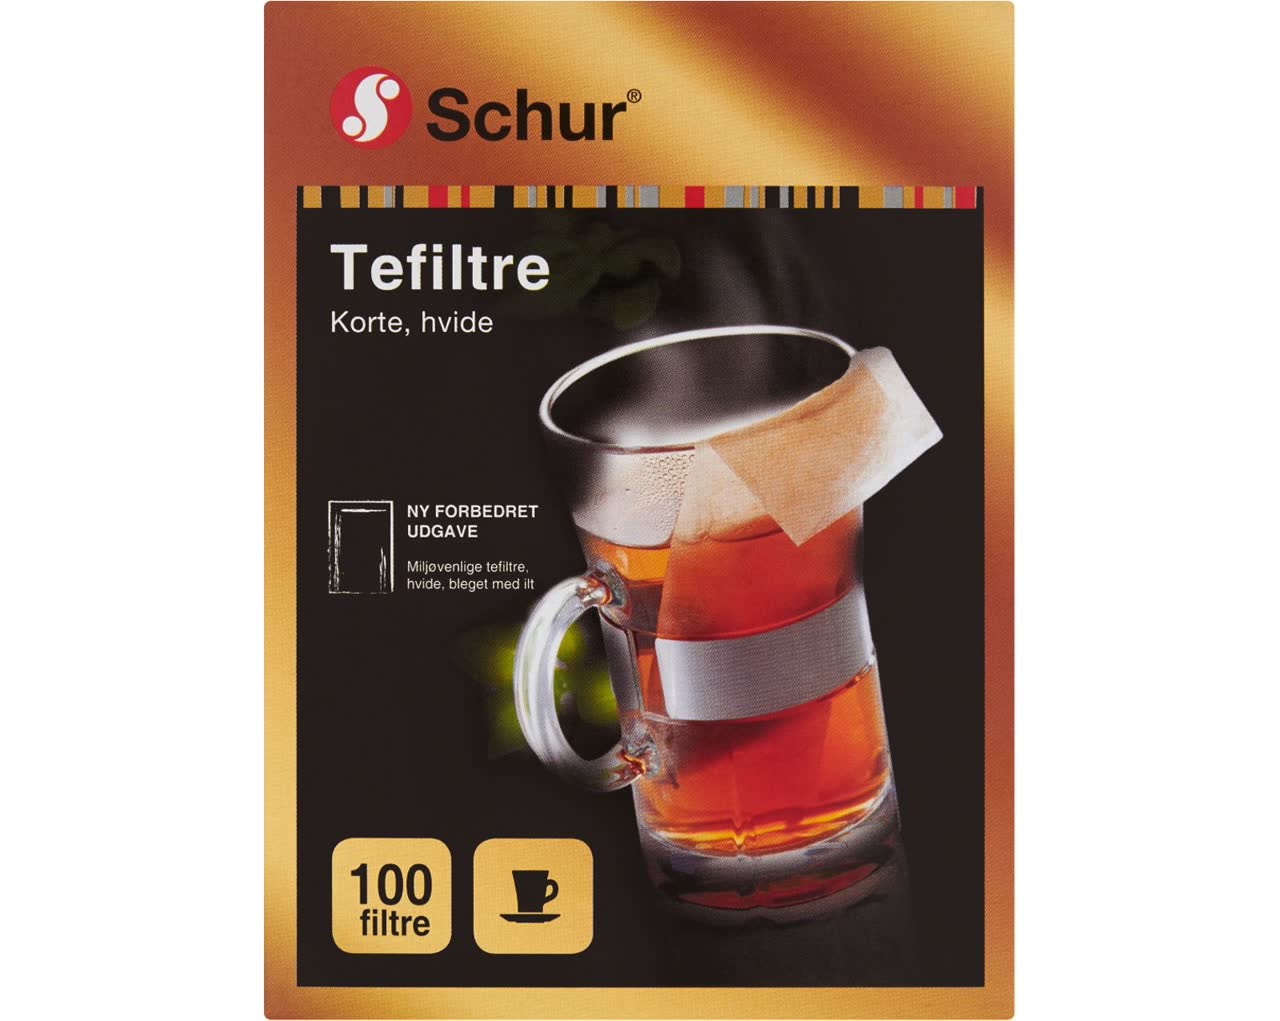 Schur®
Tefiltre
Korte, hvide
NY FORBEDRET
UDGAVE
Miljøvenlige tefiltre,
hvide, bleget med ilt
100
filtre